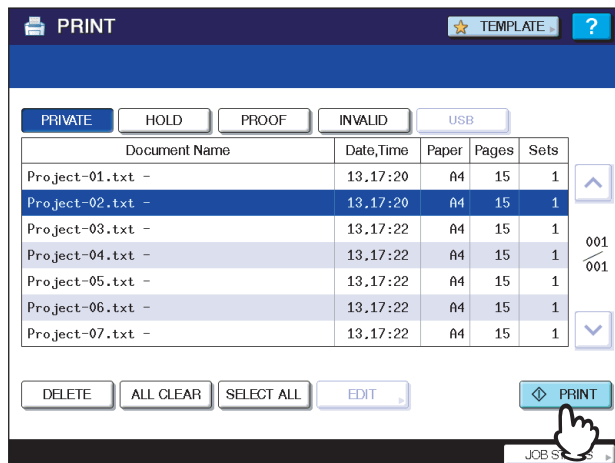 PRINT TEMPLATE ?
PRIVATE HOLD PROOF INVALID USB
Document Name Date,Time Paper Pages Sets
Project-01.txt - 13,17:20 A4 15 1
Project-02.txt - 13,17:20 A4 15 1
Project-03.txt - 13,17:22 A4 15 1
Project-04.txt - 13,17:22 A4 15 1
Project-05.txt - 13,17:22 A4 15 1
Project-06.txt - 13,17:22 A4 15 1
Project-07.txt - 13,17:22 A4 15 1
001
001
DELETE ALL CLEAR SELECT ALL EDIT PRINT
JOB